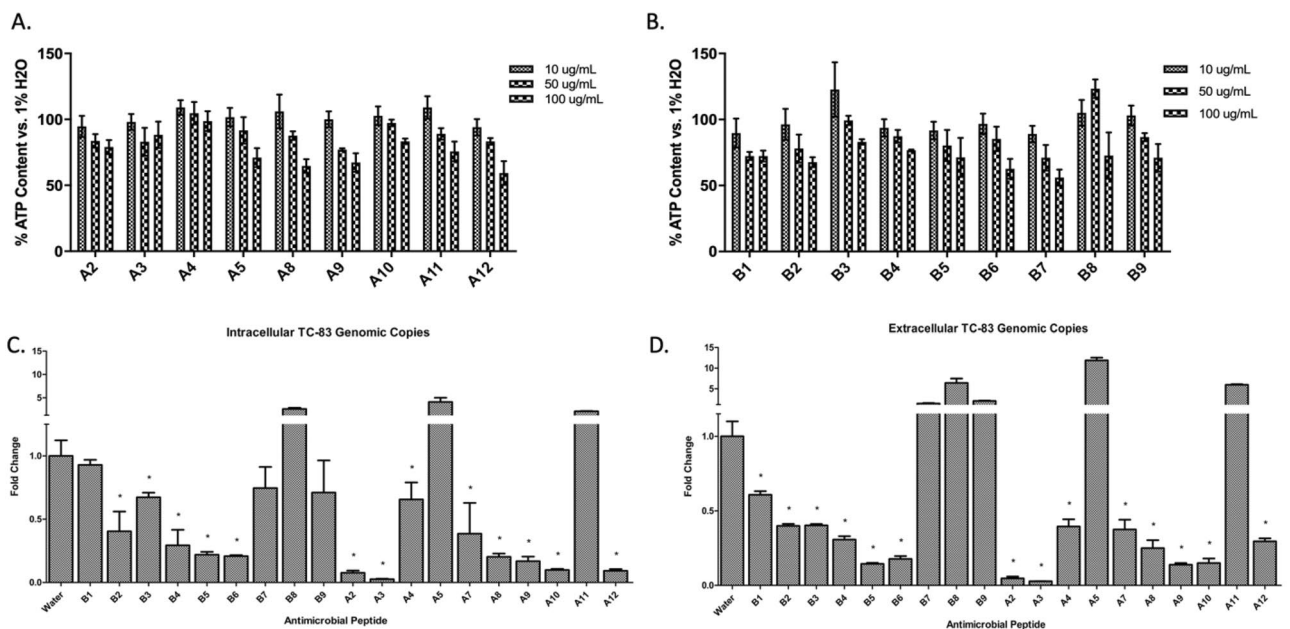 A.
% ATP Content vs. 1% H2O
150
100
50
0
A2 A3 A4 A5 A8 A9 A10 A11 A12
10 ug/mL
50 ug/mL
100 ug/mL
B.
% ATP Content vs. 1% H2O
150
100
50
0
B1 B2 B3 B4 B5 B6 B7 B8 B9
10 ug/mL
50 ug/mL
100 ug/mL
C.
Intracellular TC-83 Genomic Copies
Fold Change
15
10
5
1.0
0.5
0.0
* * * * * * * * * * * * *
Water B1 B2 B3 B4 B5 B6 B7 B8 B9 A2 A3 A4 A5 A7 A8 A9 A10 A11 A12
Antimicrobial Peptide
D.
Extracellular TC-83 Genomic Copies
Fold Change
15
10
5
1.0
0.5
0.0
* * * * * * * * * * * * * *
Water B1 B2 B3 B4 B5 B6 B7 B8 B9 A2 A3 A4 A5 A7 A8 A9 A10 A11 A12
Antimicrobial Peptide